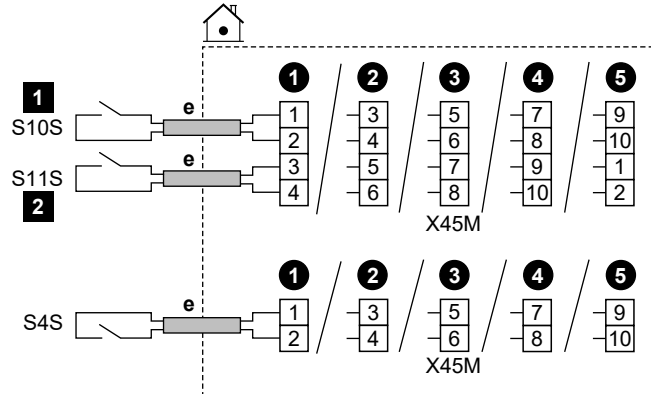 1 2 3 4 5
1
S10S
e
1 3 5 7 9
2 4 6 8 10
S11S
e
3 5 7 9 1
4 6 8 10 2
2
X45M
1 2 3 4 5
S4S
e
1 3 5 7 9
2 4 6 8 10
X45M